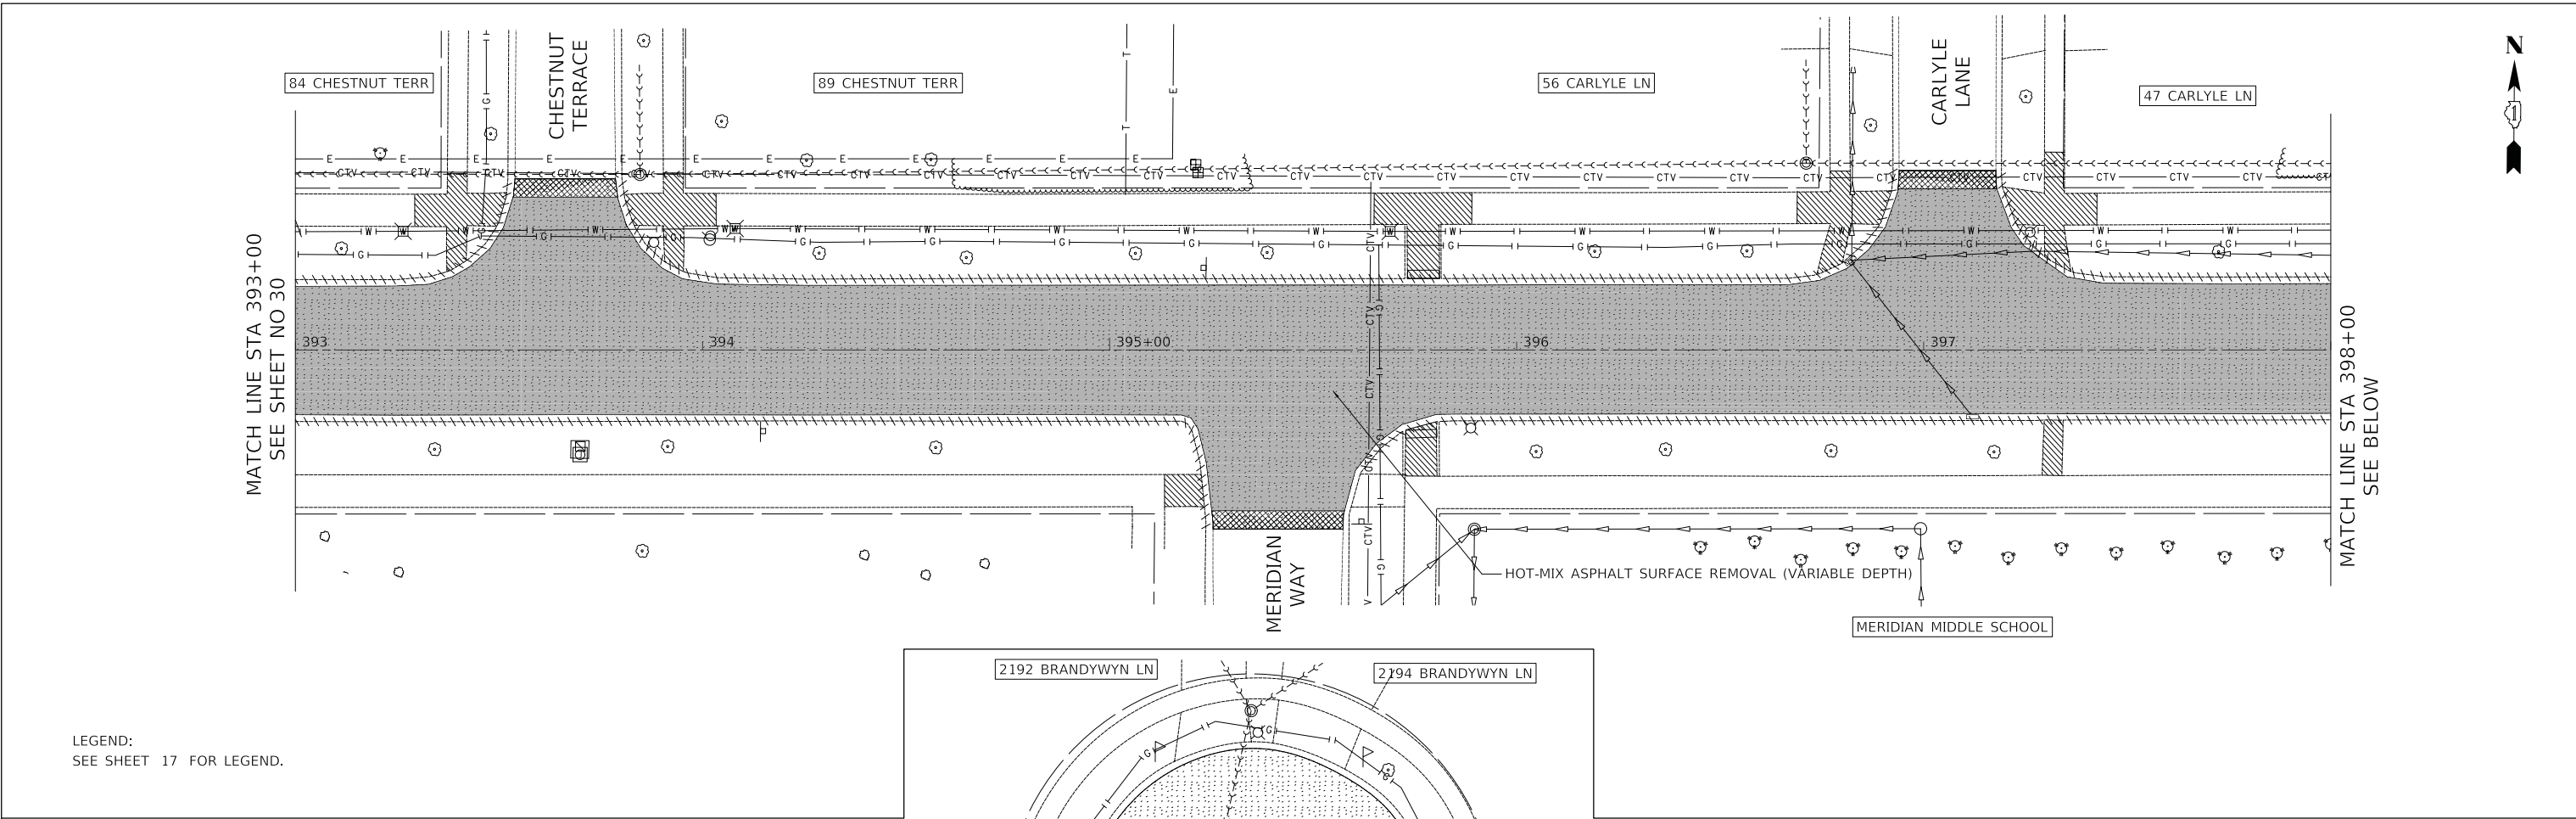 84 CHESTNUT TERR
CHESTNUT
TERRACE
89 CHESTNUT TERR
56 CARLYLE LN
CARLYLE
LANE
47 CARLYLE LN
N
MATCH LINE STA 393+00
SEE SHEET NO 30
393
394
395+00
396
397
MATCH LINE STA 398+00
SEE BELOW
MERIDIAN
WAY
HOT-MIX ASPHALT SURFACE REMOVAL (VARIABLE DEPTH)
MERIDIAN MIDDLE SCHOOL
2192 BRANDYWYN LN
2194 BRANDYWYN LN
LEGEND:
SEE SHEET 17 FOR LEGEND.